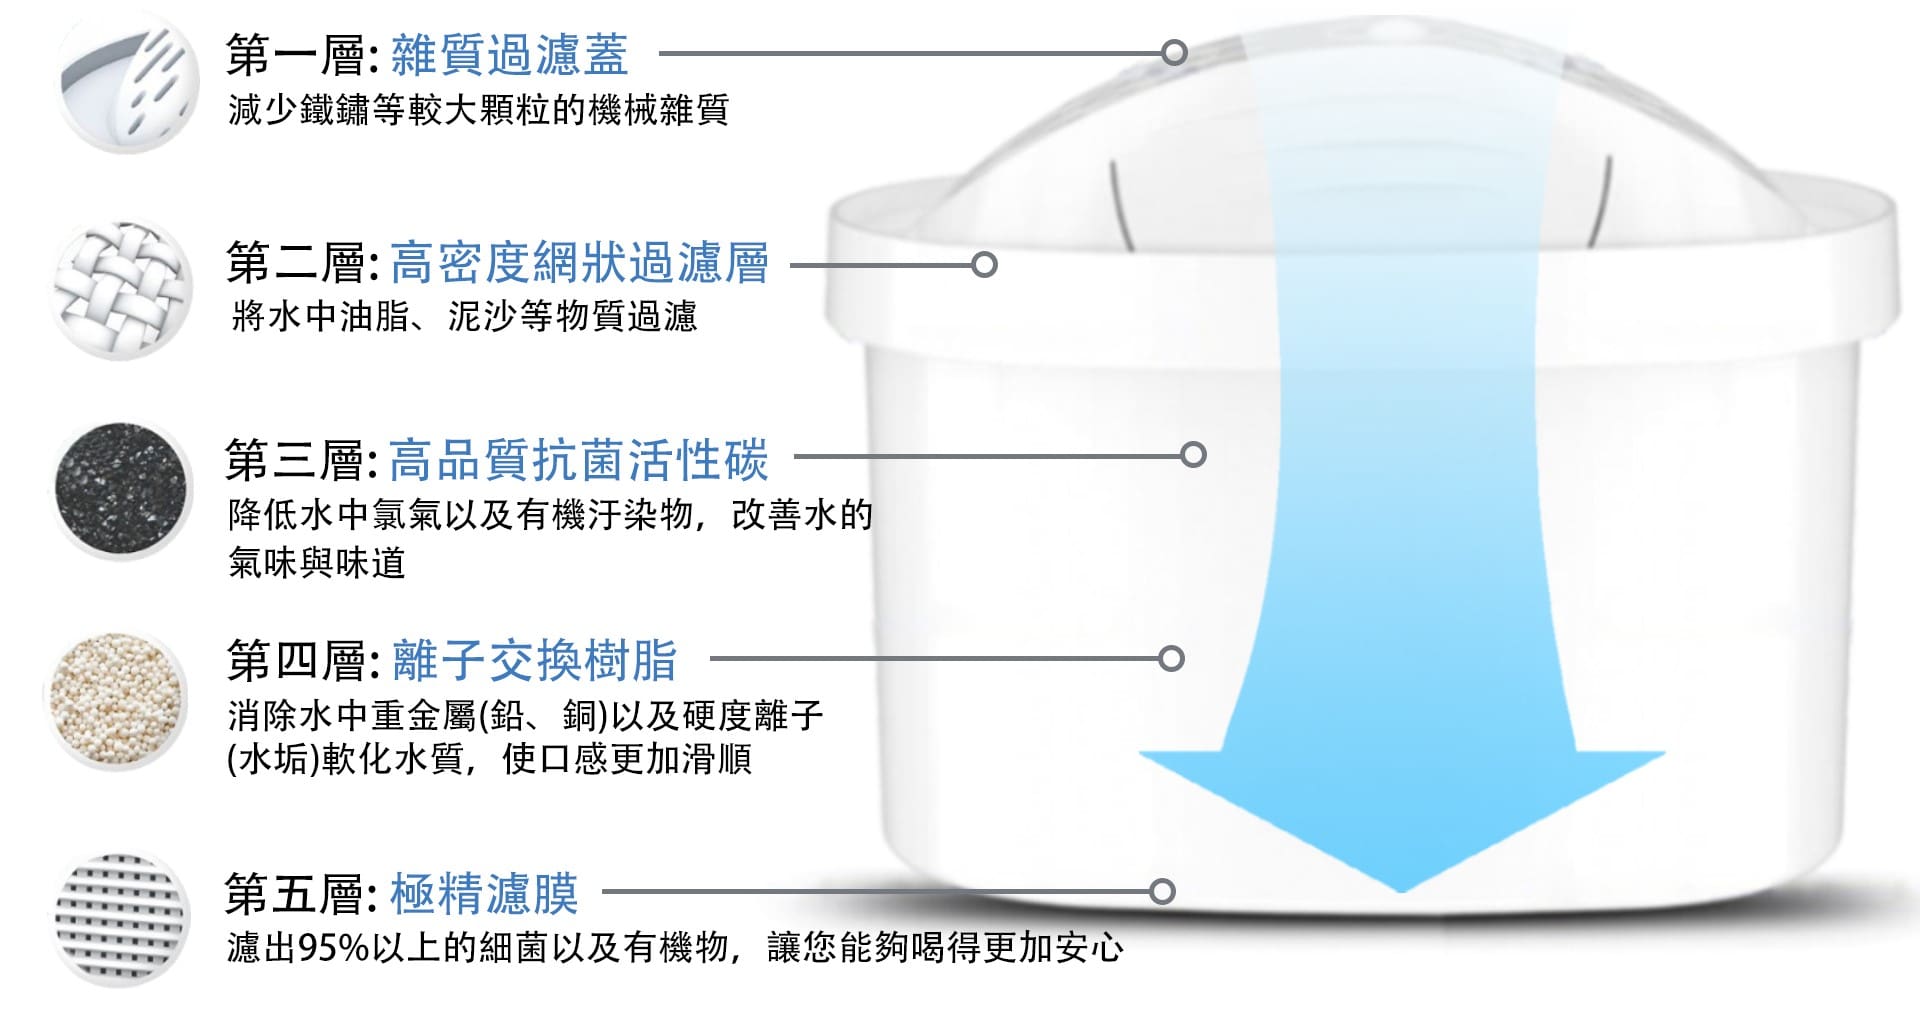 第一層: 雜質過濾蓋
減少鐵鏽等較大顆粒的機械雜質
第二層: 高密度網狀過濾層
將水中油脂、泥沙等物質過濾
第三層: 高品質抗菌活性碳
降低水中氯氣以及有機汙染物，改善水的
氣味與味道
第四層: 離子交換樹脂
消除水中重金屬(鉛、銅)以及硬度離子
(水垢)軟化水質，使口感更加滑順
第五層: 極精濾膜
濾出95%以上的細菌以及有機物，讓您能夠喝得更加安心